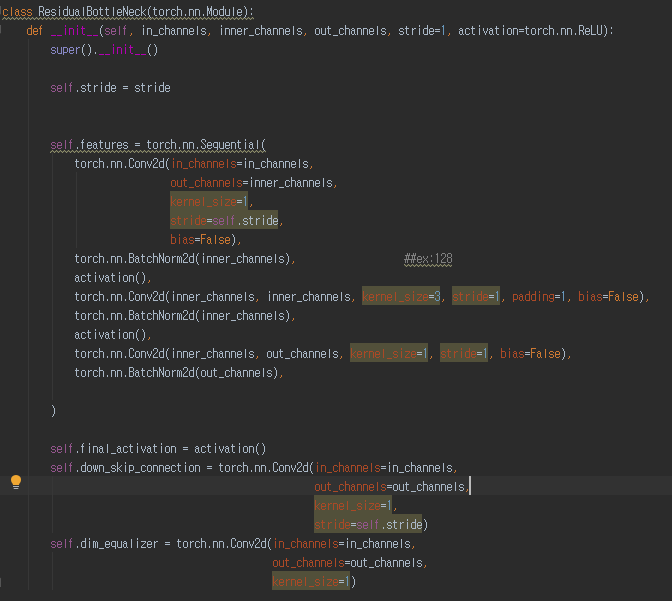 class ResidualBottleNeck(torch.nn.Module):
    def __init__(self, in_channels, inner_channels, out_channels, stride=1, activation=torch.nn.ReLU):
        super().__init__()
        self.stride = stride
        self.features = torch.nn.Sequential(
            torch.nn.Conv2d(in_channels=in_channels,
                            out_channels=inner_channels,
                            kernel_size=1,
                            stride=self.stride,
                            bias=False),
            torch.nn.BatchNorm2d(inner_channels),                  ##ex:128
            activation(),
            torch.nn.Conv2d(inner_channels, inner_channels, kernel_size=3, stride=1, padding=1, bias=False),
            torch.nn.BatchNorm2d(inner_channels),
            activation(),
            torch.nn.Conv2d(inner_channels, out_channels, kernel_size=1, stride=1, bias=False),
            torch.nn.BatchNorm2d(out_channels),
        )
        self.final_activation = activation()
        self.down_skip_connection = torch.nn.Conv2d(in_channels=in_channels,
                                                    out_channels=out_channels,
                                                    kernel_size=1,
                                                    stride=self.stride)
        self.dim_equalizer = torch.nn.Conv2d(in_channels=in_channels,
                                             out_channels=out_channels,
                                             kernel_size=1)